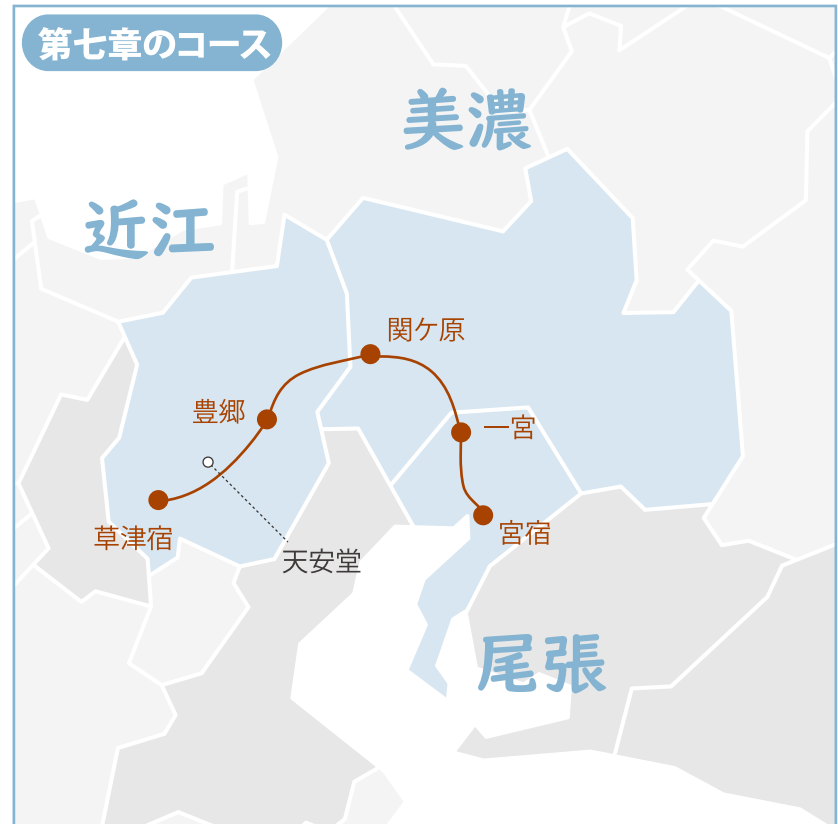 第七章のコース
美濃
近江
関ケ原
豊郷
一宮
草津宿
宮宿
天安堂
尾張